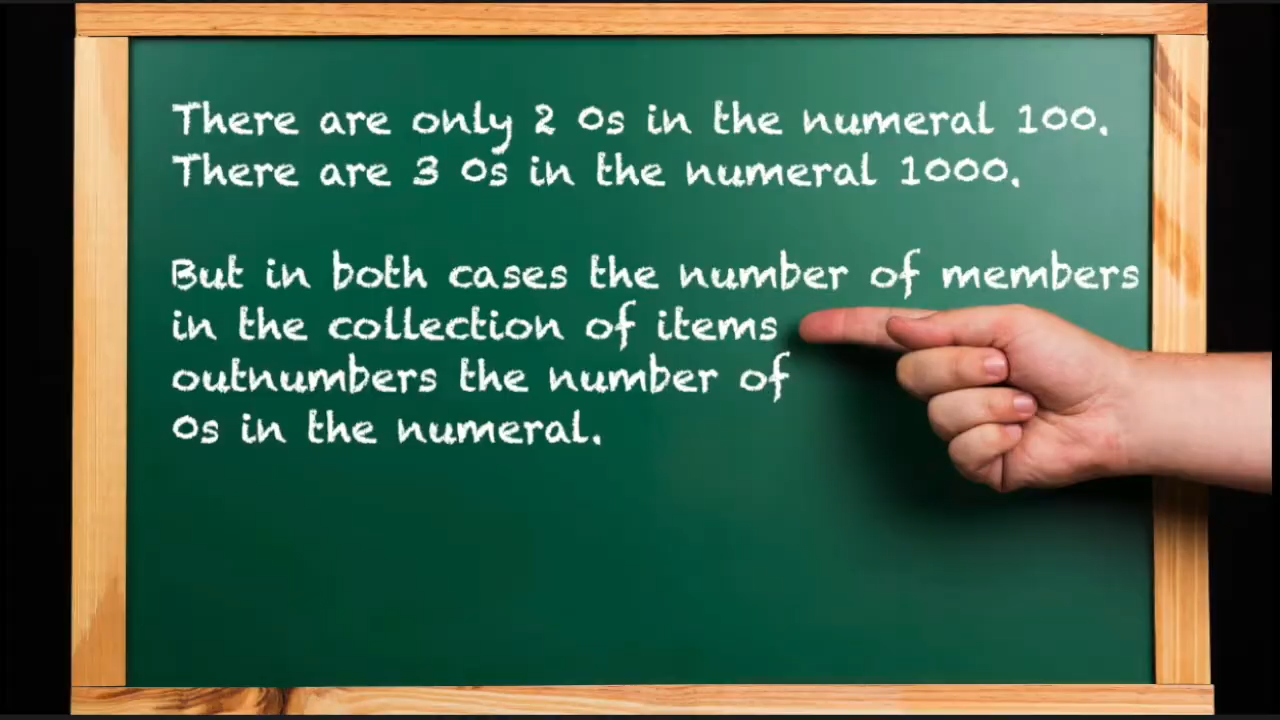 There are only 2 0s in the numeral 100.
There are 3 0s in the numeral 1000.
But in both cases the number of members
in the collection of items
outnumbers the number of
0s in the numeral.